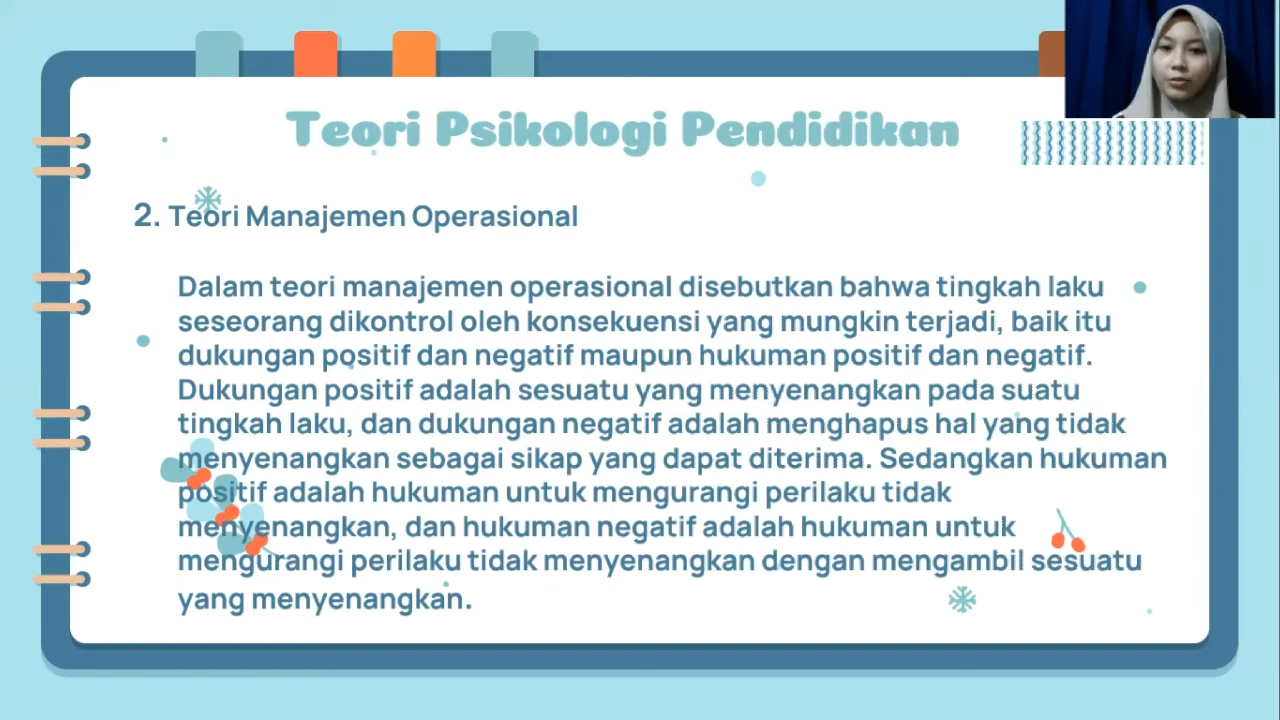 Teori Psikologi Pendidikan
2. Teori Manajemen Operasional
Dalam teori manajemen operasional disebutkan bahwa tingkah laku
seseorang dikontrol oleh konsekuensi yang mungkin terjadi, baik itu
dukungan positif dan negatif maupun hukuman positif dan negatif.
Dukungan positif adalah sesuatu yang menyenangkan pada suatu
tingkah laku, dan dukungan negatif adalah menghapus hal yang tidak
menyenangkan sebagai sikap yang dapat diterima. Sedangkan hukuman
positif adalah hukuman untuk mengurangi perilaku tidak
menyenangkan, dan hukuman negatif adalah hukuman untuk
mengurangi perilaku tidak menyenangkan dengan mengambil sesuatu
yang menyenangkan.